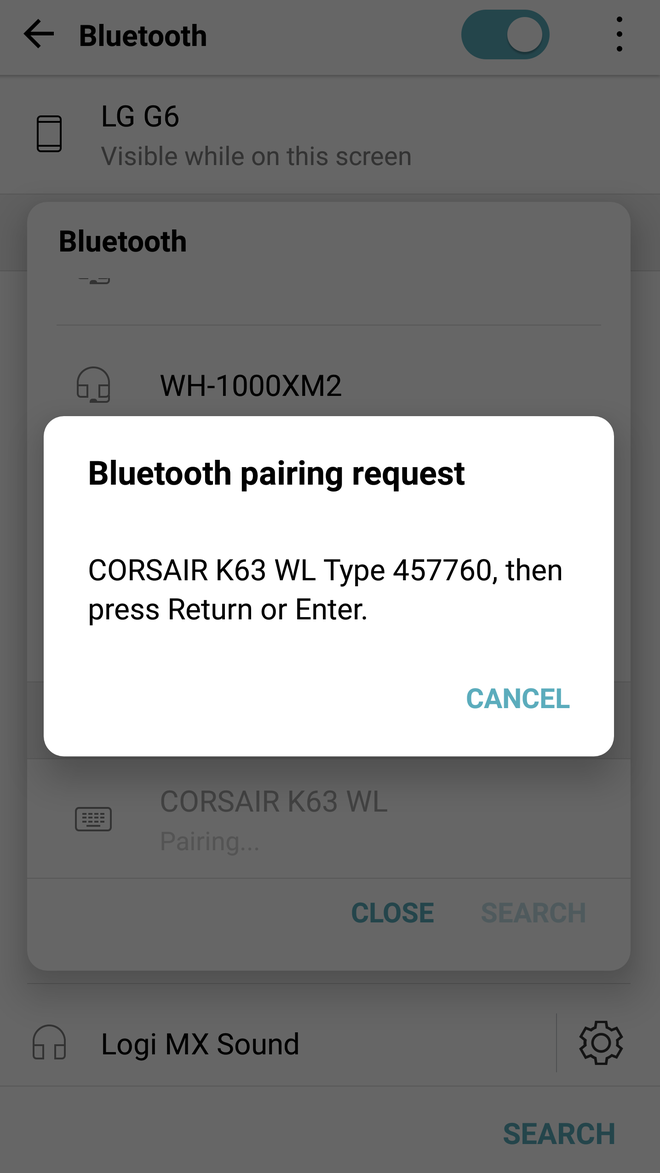 Bluetooth
LG G6
Visible while on this screen
Bluetooth
WH-1000XM2
Bluetooth pairing request
CORSAIR K63 WL Type 457760, then
press Return or Enter.
CANCEL
CORSAIR K63 WL
Pairing...
CLOSE SEARCH
Logi MX Sound
SEARCH